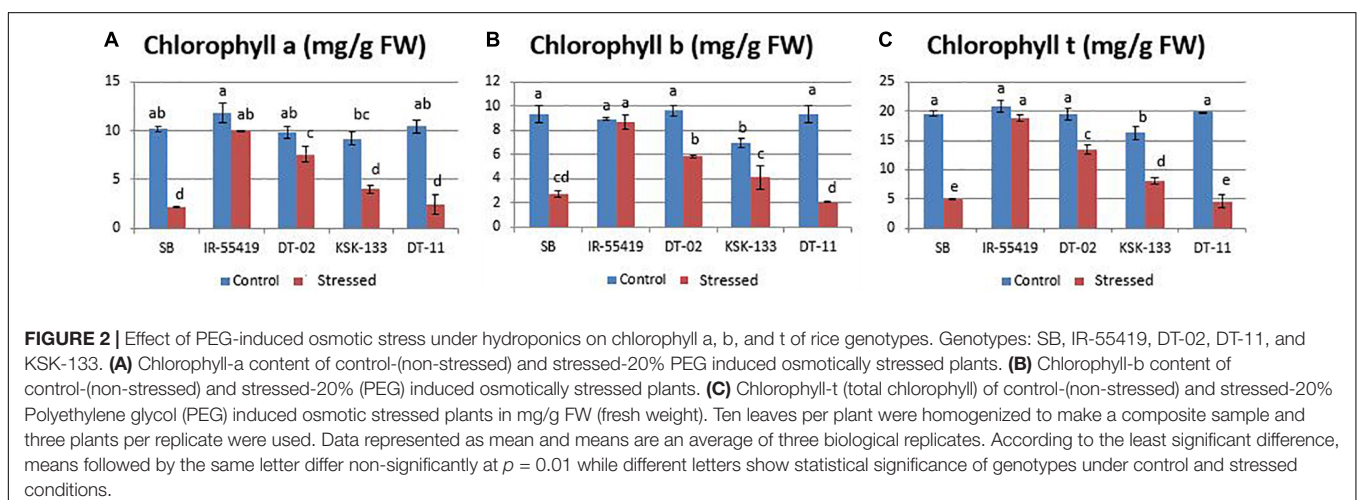 A Chlorophyll a (mg/g FW)
15
10
5
0
ab
d
a
ab
ab
c
bc
d
ab
d
SB IR-55419 DT-02 KSK-133 DT-11
Control Stressed
B Chlorophyll b (mg/g FW)
12
10
8
6
4
2
0
a
cd
a
a
a
b
b
c
a
d
SB IR-55419 DT-02 KSK-133 DT-11
Control Stressed
C Chlorophyll t (mg/g FW)
25
20
15
10
5
0
a
e
a
a
a
c
b
d
a
e
SB IR-55419 DT-02 KSK-133 DT-11
Control Stressed
FIGURE 2 | Effect of PEG-induced osmotic stress under hydroponics on chlorophyll a, b, and t of rice genotypes. Genotypes: SB, IR-55419, DT-02, DT-11, and
KSK-133. (A) Chlorophyll-a content of control-(non-stressed) and stressed-20% PEG induced osmotically stressed plants. (B) Chlorophyll-b content of
control-(non-stressed) and stressed-20% (PEG) induced osmotically stressed plants. (C) Chlorophyll-t (total chlorophyll) of control-(non-stressed) and stressed-20%
Polyethylene glycol (PEG) induced osmotic stressed plants in mg/g FW (fresh weight). Ten leaves per plant were homogenized to make a composite sample and
three plants per replicate were used. Data represented as mean and means are an average of three biological replicates. According to the least significant difference,
means followed by the same letter differ non-significantly at p = 0.01 while different letters show statistical significance of genotypes under control and stressed
conditions.